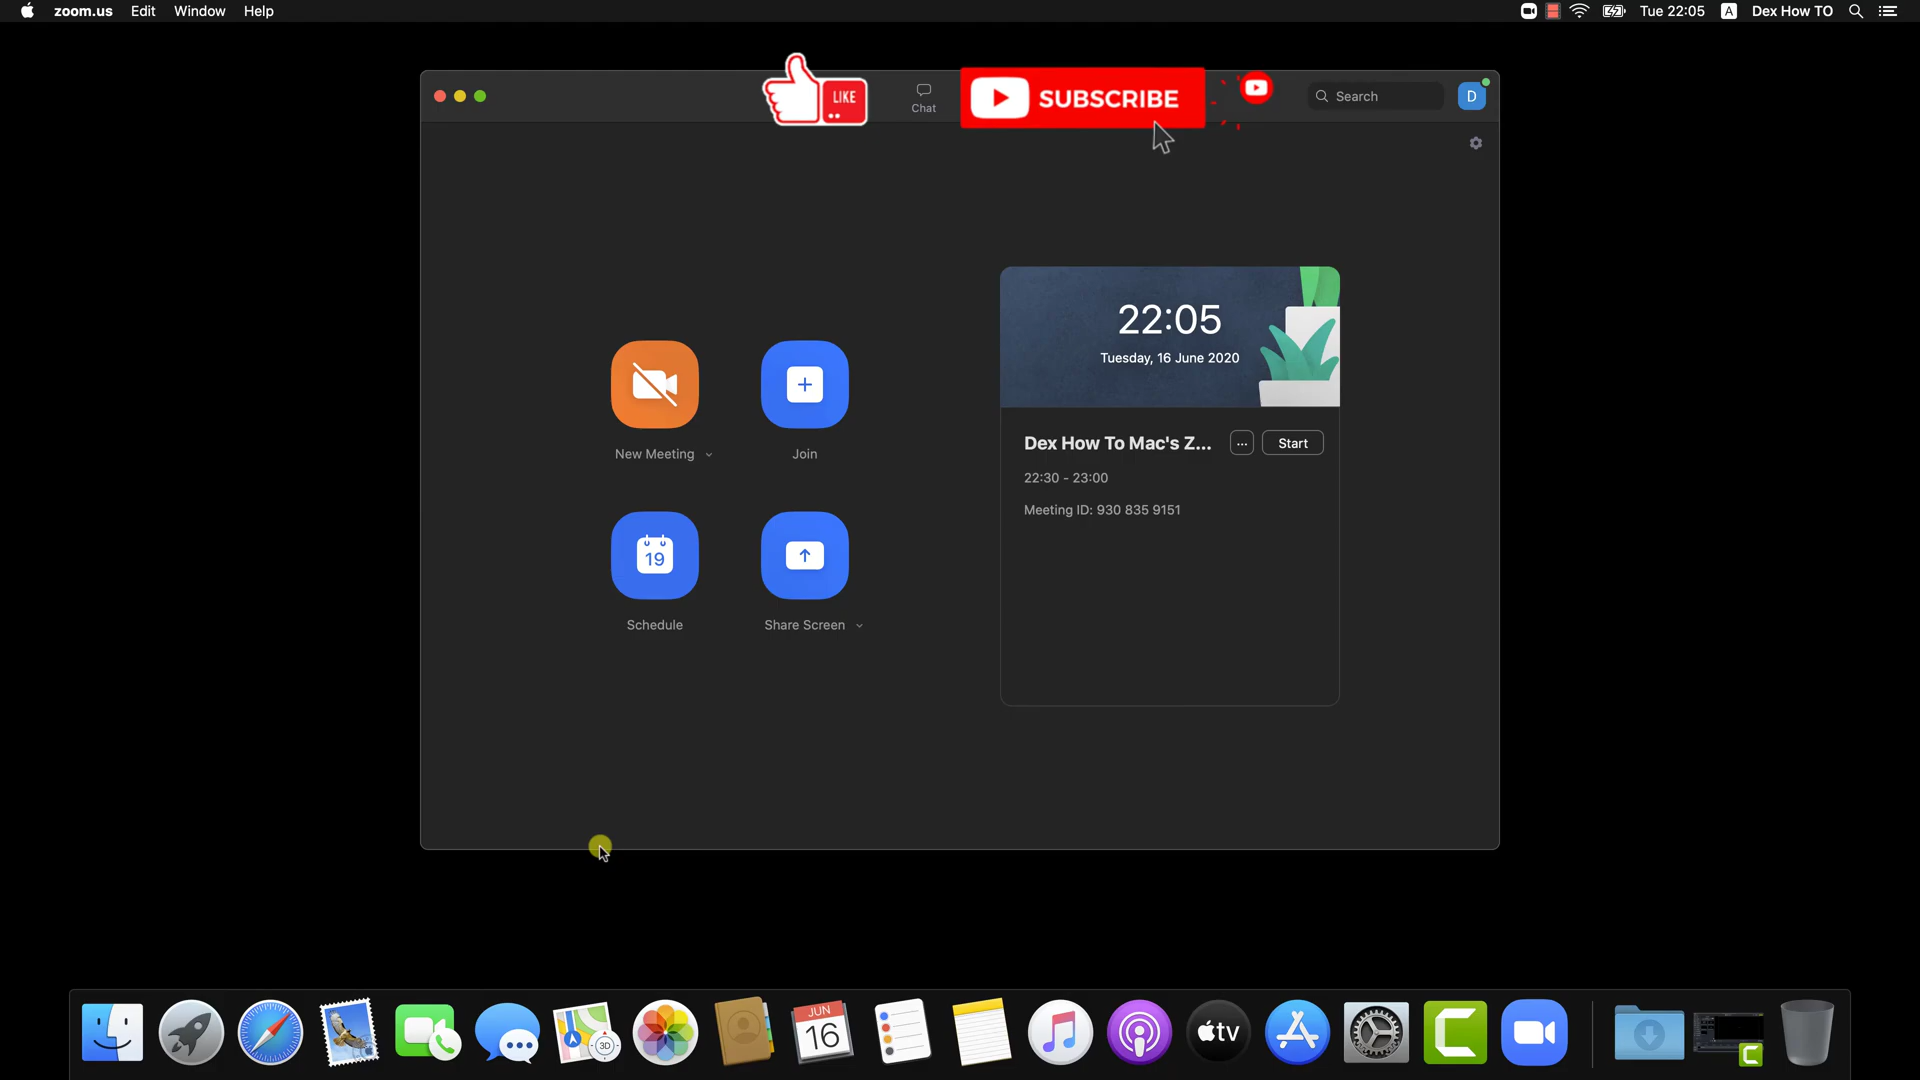 zoom.us Edit Window Help
Tue 22:05 A Dex How TO
LIKE
Chat
SUBSCRIBE
Search
D
22:05
Tuesday, 16 June 2020
New Meeting
Join
Dex How To Mac's Z... ... Start
22:30 - 23:00
Meeting ID: 930 835 9151
19
Schedule
Share Screen
3D
JUN
16
tv